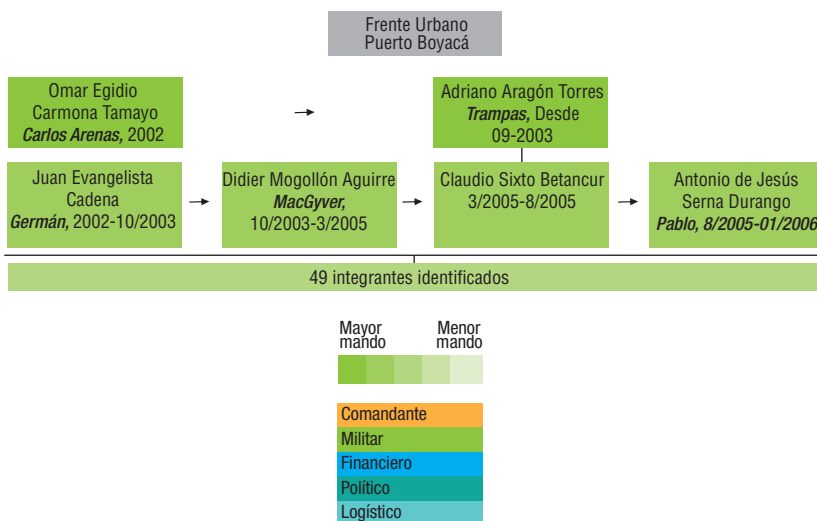 Frente Urbano
Puerto Boyacá
Omar Egidio
Carmona Tamayo
Carlos Arenas, 2002
Adriano Aragón Torres
Trampas, Desde
09-2003
Juan Evangelista
Cadena
Germán, 2002-10/2003
Didier Mogollón Aguirre
MacGyver,
10/2003-3/2005
Claudio Sixto Betancur
3/2005-8/2005
Antonio de Jesús
Serna Durango
Pablo, 8/2005-01/2006
49 integrantes identificados
Mayor
mando
Menor
mando
Comandante
Militar
Financiero
Político
Logístico